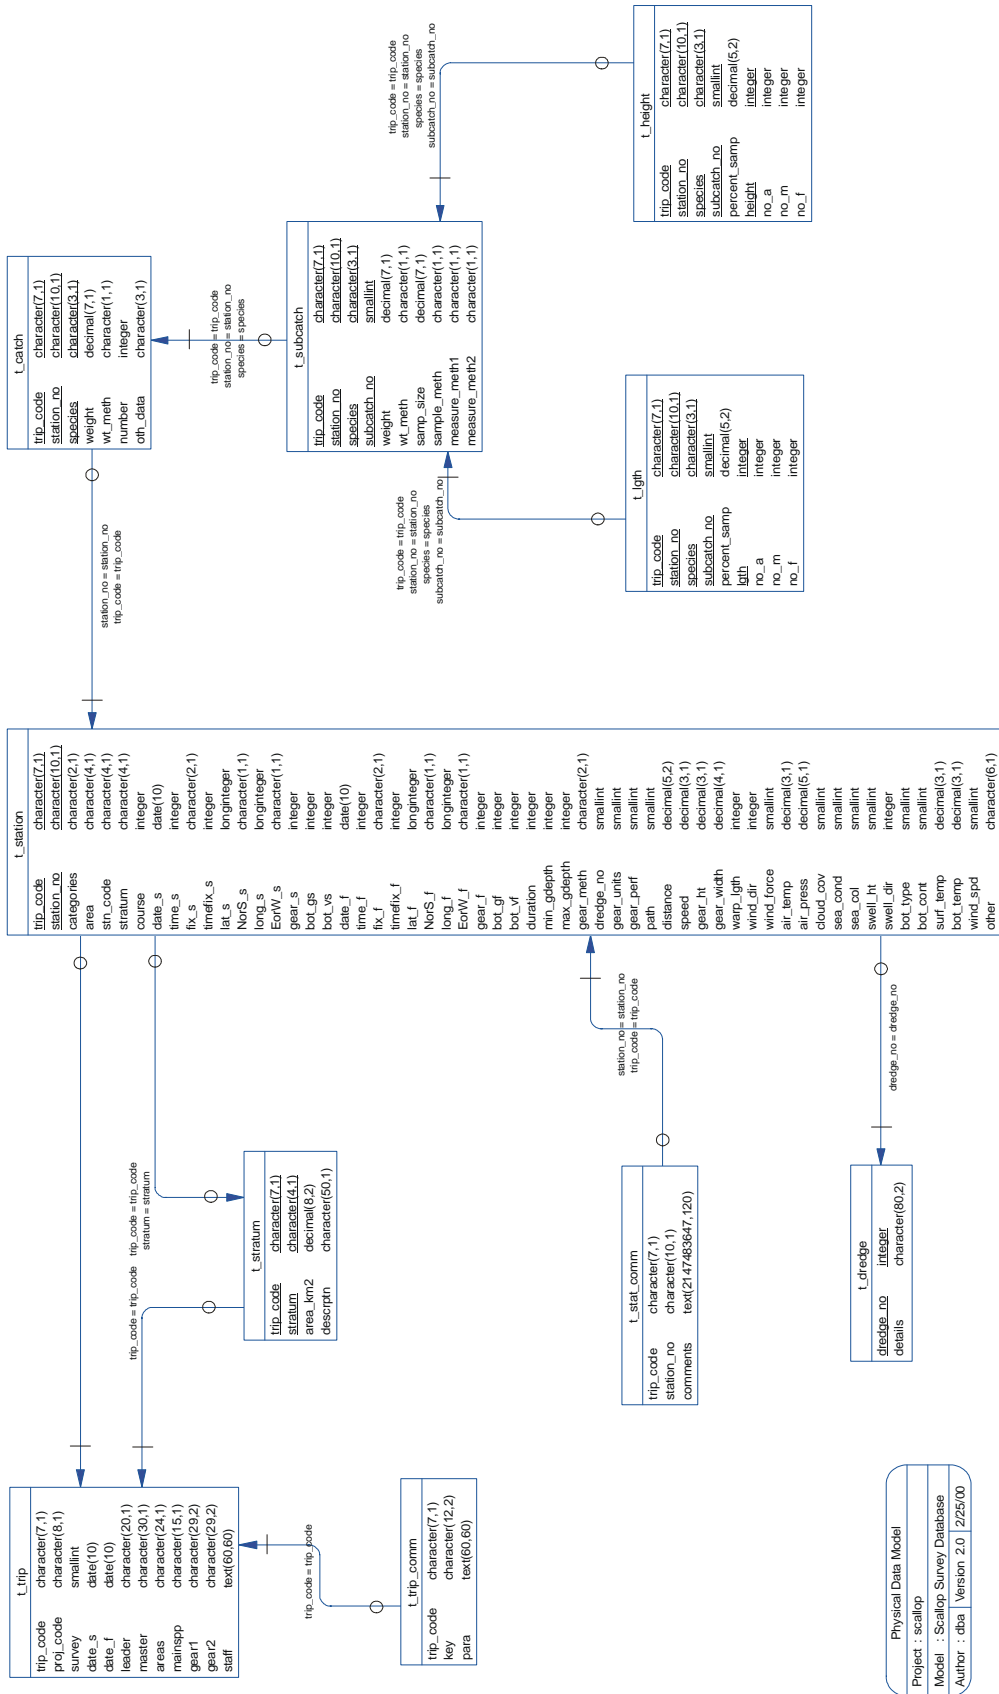 t_trip
trip_code character(7,1)
proj_code character(8,1)
survey smallint
date_s date(10)
date_f date(10)
leader character(20,1)
master character(30,1)
areas character(24,1)
mainspp character(15,1)
gear1 character(29,2)
gear2 character(29,2)
staff text(60,60)
trip_code = trip_code
t_trip_comm
trip_code character(7,1)
key character(12,2)
para text(60,60)
trip_code = trip_code
trip_code = trip_code
trip_code = trip_code
stratum = stratum
t_stratum
trip_code character(7,1)
stratum character(4,1)
area_km2 decimal(8,2)
descrptn character(50,1)
t_stat_comm
trip_code character(7,1)
station_no character(10,1)
comments text(2147483647,120)
station_no = station_no
trip_code = trip_code
t_dredge
dredge_no integer
details character(80,2)
dredge_no = dredge_no
t_station
trip_code character(7,1)
station_no character(10,1)
categories character(2,1)
area character(4,1)
stn_code character(4,1)
stratum character(4,1)
course integer
date_s date(10)
time_s integer
fix_s character(2,1)
timefix_s integer
lat_s longinteger
NorS_s character(1,1)
long_s longinteger
EorW_s character(1,1)
gear_s integer
bot_gs integer
bot_vs integer
date_f date(10)
time_f integer
fix_f character(2,1)
timefix_f integer
lat_f longinteger
NorS_f character(1,1)
long_f longinteger
EorW_f character(1,1)
gear_f integer
bot_gf integer
bot_vf integer
duration integer
min_gdepth integer
max_gdepth integer
gear_meth character(2,1)
dredge_no smallint
gear_units smallint
gear_perf smallint
path smallint
distance decimal(5,2)
speed decimal(3,1)
gear_ht decimal(3,1)
gear_width decimal(4,1)
warp_lgth integer
wind_dir integer
wind_force smallint
air_temp decimal(3,1)
air_press decimal(5,1)
cloud_cov smallint
sea_cond smallint
sea_col smallint
swell_ht smallint
swell_dir integer
bot_type smallint
bot_cont smallint
surf_temp decimal(3,1)
bot_temp decimal(3,1)
wind_spd smallint
other character(6,1)
station_no = station_no
trip_code = trip_code
t_catch
trip_code character(7,1)
station_no character(10,1)
species character(3,1)
weight decimal(7,1)
wt_meth character(1,1)
number integer
oth_data character(3,1)
trip_code = trip_code
station_no = station_no
species = species
t_subcatch
trip_code character(7,1)
station_no character(10,1)
species character(3,1)
subcatch_no smallint
weight decimal(7,1)
wt_meth character(1,1)
samp_size decimal(7,1)
sample_meth character(1,1)
measure_meth1 character(1,1)
measure_meth2 character(1,1)
trip_code = trip_code
station_no = station_no
species = species
subcatch_no = subcatch_no
t_lgth
trip_code character(7,1)
station_no character(10,1)
species character(3,1)
subcatch_no smallint
percent_samp decimal(5,2)
lgth integer
no_a integer
no_m integer
no_f integer
trip_code = trip_code
station_no = station_no
species = species
subcatch_no = subcatch_no
t_height
trip_code character(7,1)
station_no character(10,1)
species character(3,1)
subcatch_no smallint
percent_samp decimal(5,2)
height integer
no_a integer
no_m integer
no_f integer
Physical Data Model
Project : scallop
Model : Scallop Survey Database
Author : dba Version 2.0 2/25/00